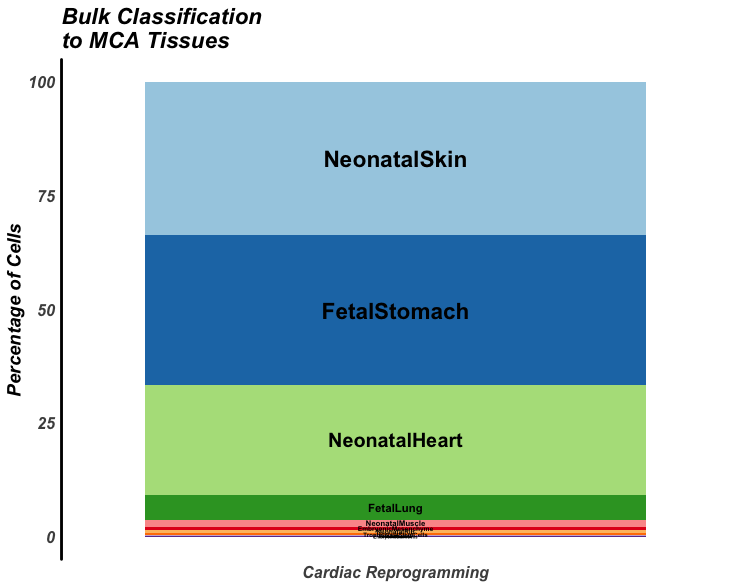 Bulk Classification
to MCA Tissues
Percentage of Cells
100
75
50
25
0
NeonatalSkin
FetalStomach
NeonatalHeart
FetalLung
NeonatalMuscle
Cardiac Reprogramming